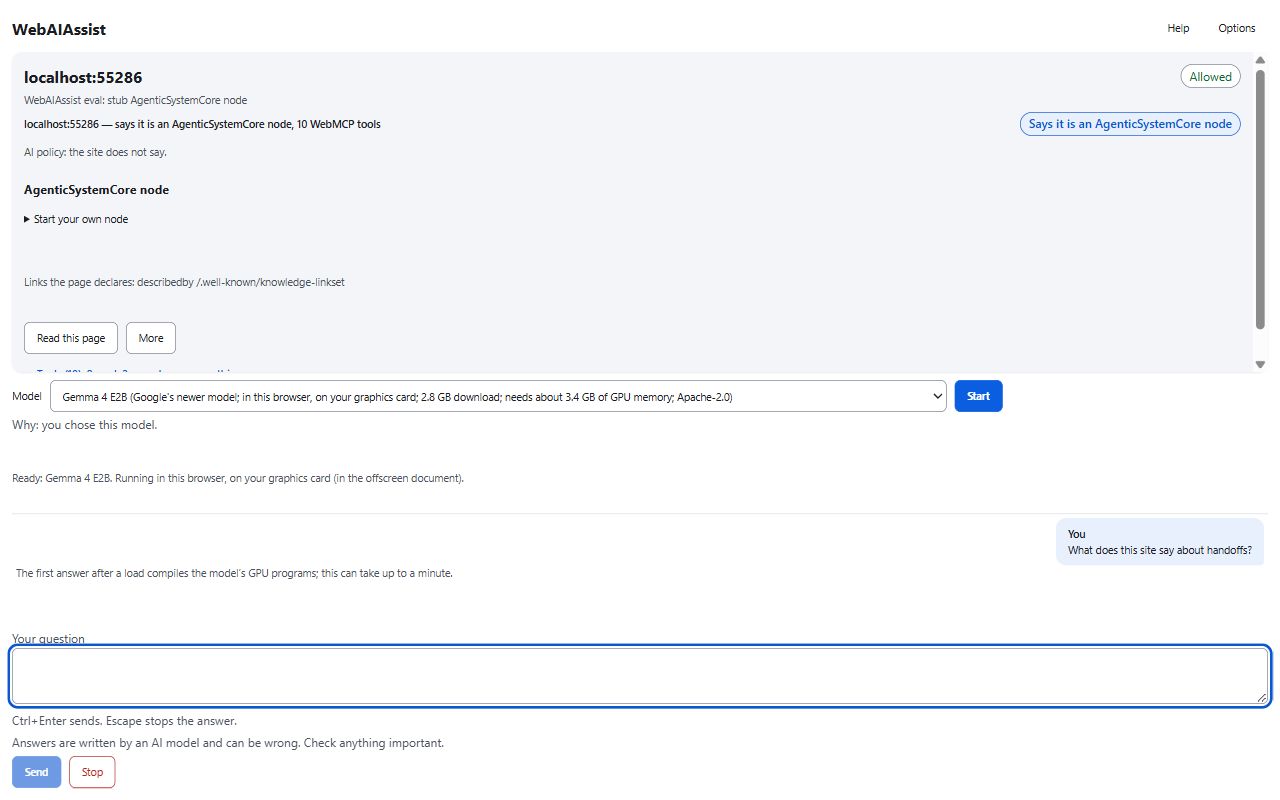 WebAIAssist
Help
Options
localhost:55286
Allowed
WebAIAssist eval: stub AgenticSystemCore node
localhost:55286 — says it is an AgenticSystemCore node, 10 WebMCP tools
Says it is an AgenticSystemCore node
AI policy: the site does not say.
AgenticSystemCore node
Start your own node
Links the page declares: describedby /.well-known/knowledge-linkset
Read this page
More
Model
Gemma 4 E2B (Google's newer model; in this browser, on your graphics card; 2.8 GB download; needs about 3.4 GB of GPU memory; Apache-2.0)
Start
Why: you chose this model.
Ready: Gemma 4 E2B. Running in this browser, on your graphics card (in the offscreen document).
You
What does this site say about handoffs?
The first answer after a load compiles the model's GPU programs; this can take up to a minute.
Your question
Ctrl+Enter sends. Escape stops the answer.
Answers are written by an AI model and can be wrong. Check anything important.
Send
Stop